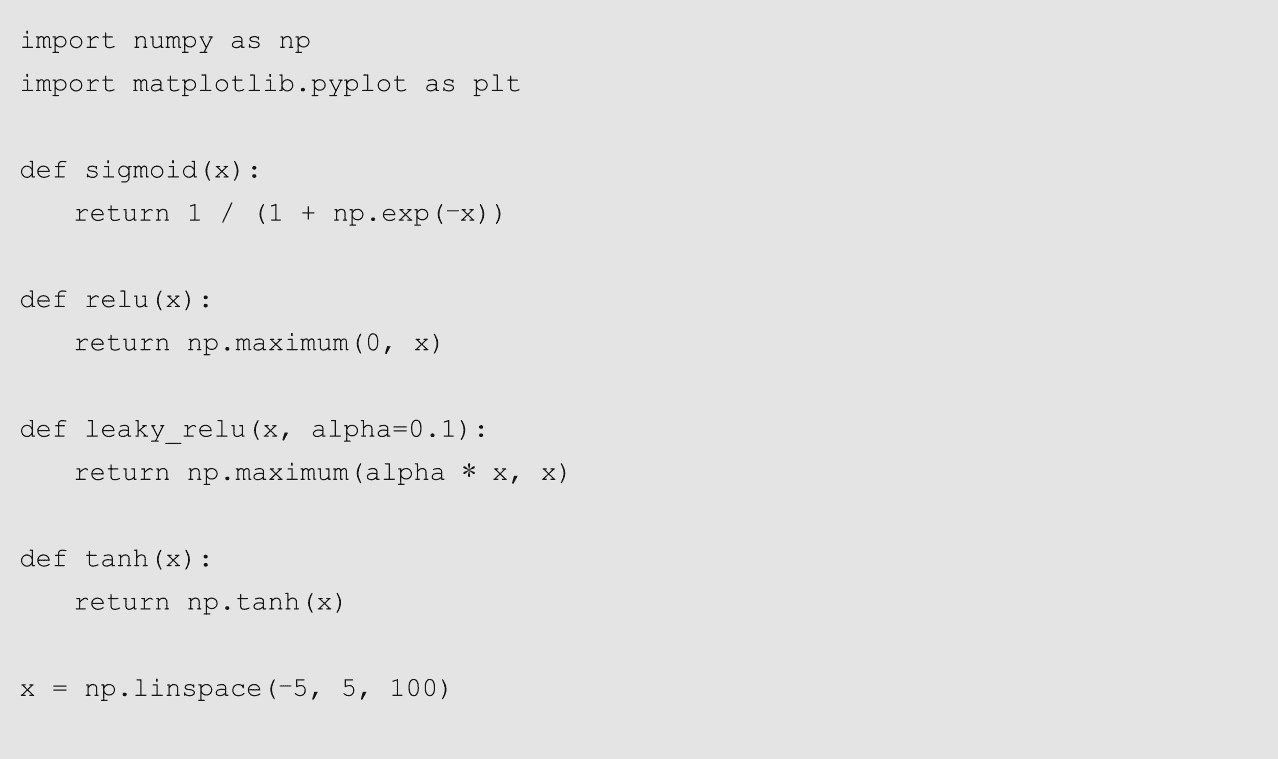 import numpy as np
import matplotlib.pyplot as plt
def sigmoid(x):
return 1 / (1 + np.exp(−x))
def relu(x):
return np.maximum(0, x)
def leaky_relu(x, alpha=0.1):
return np.maximum(alpha * x, x)
def tanh(x):
return np.tanh(x)
x = np.linspace(−5, 5, 100)